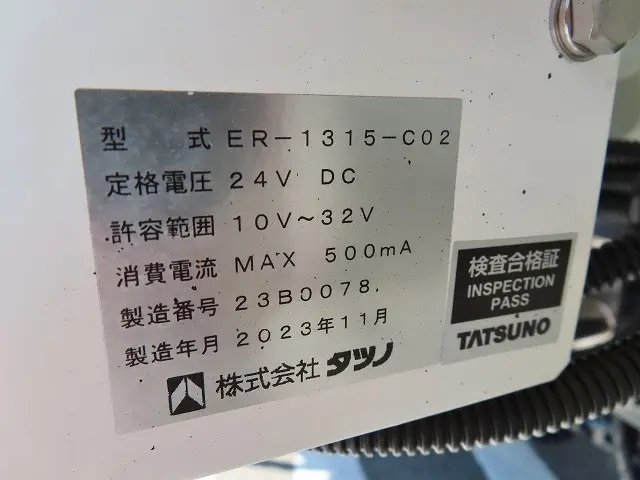 型　式 ER-1315-C02
定格電圧 24V DC
許容範囲 10V～32V
消費電流 MAX 500mA
製造番号 23B0078
製造年月 2023年11月
株式会社 タツノ
検査合格証
INSPECTION
PASS
TATSUNO